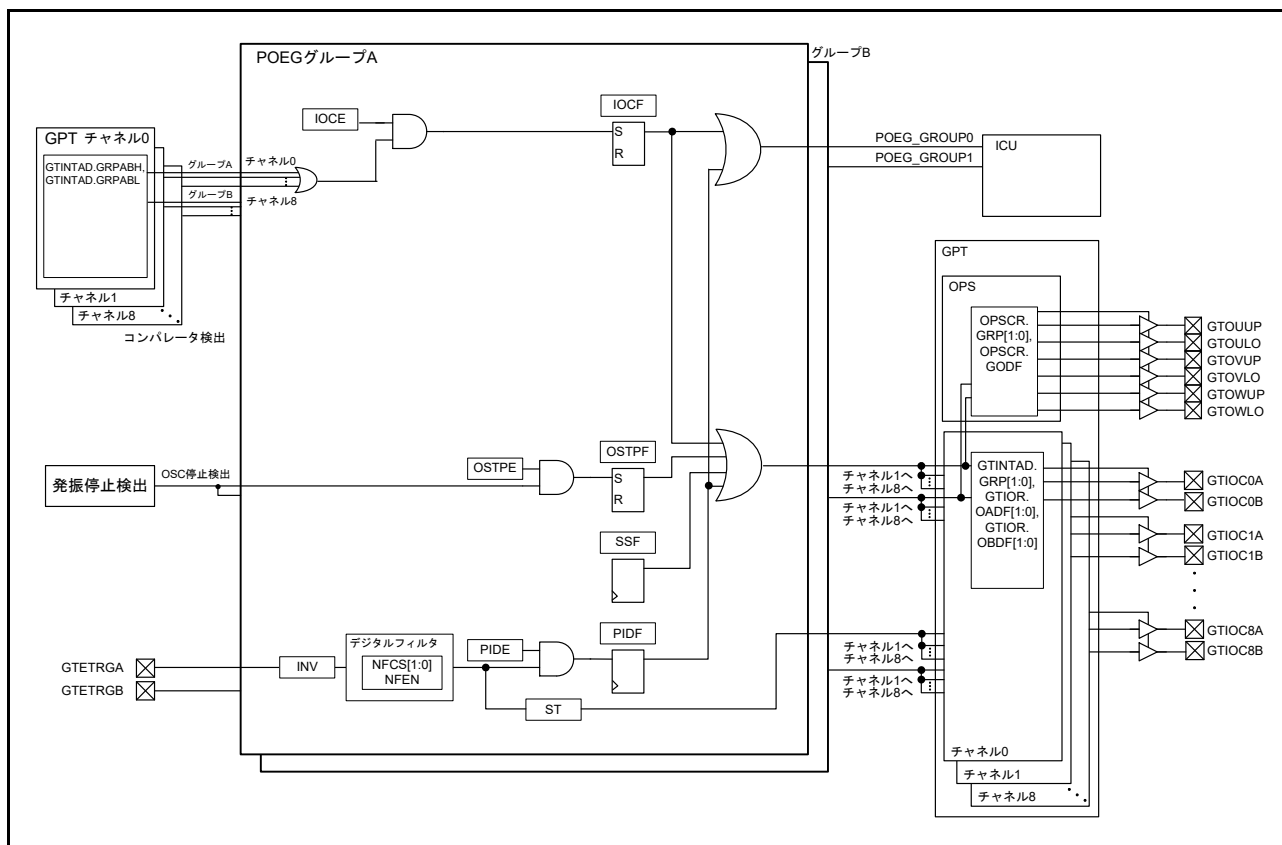 POEGグループA
グループB
IOCE
IOCF
S
R
GPT チャネル0
GTINTAD.GRPABH,
GTINTAD.GRPABL
グループA
チャネル0
グループB
チャネル8
チャネル1
チャネル8
コンパレータ検出
POEG_GROUP0
POEG_GROUP1
ICU
GPT
OPS
OPSCR.
GRP[1:0],
OPSCR.
GODF
GTOUUP
GTOULO
GTOVUP
GTOVLO
GTOWUP
GTOWLO
発振停止検出
OSC停止検出
OSTPE
OSTPF
S
R
SSF
チャネル1へ
チャネル8へ
チャネル1へ
チャネル8へ
GTINTAD.
GRP[1:0],
GTIOR.
OADF[1:0],
GTIOR.
OBDF[1:0]
GTIOC0A
GTIOC0B
GTIOC1A
GTIOC1B
GTIOC8A
GTIOC8B
GTETRGA
GTETRGB
INV
デジタルフィルタ
NFCS[1:0]
NFEN
PIDE
PIDF
ST
チャネル1へ
チャネル8へ
チャネル1へ
チャネル8へ
チャネル0
チャネル1
チャネル8